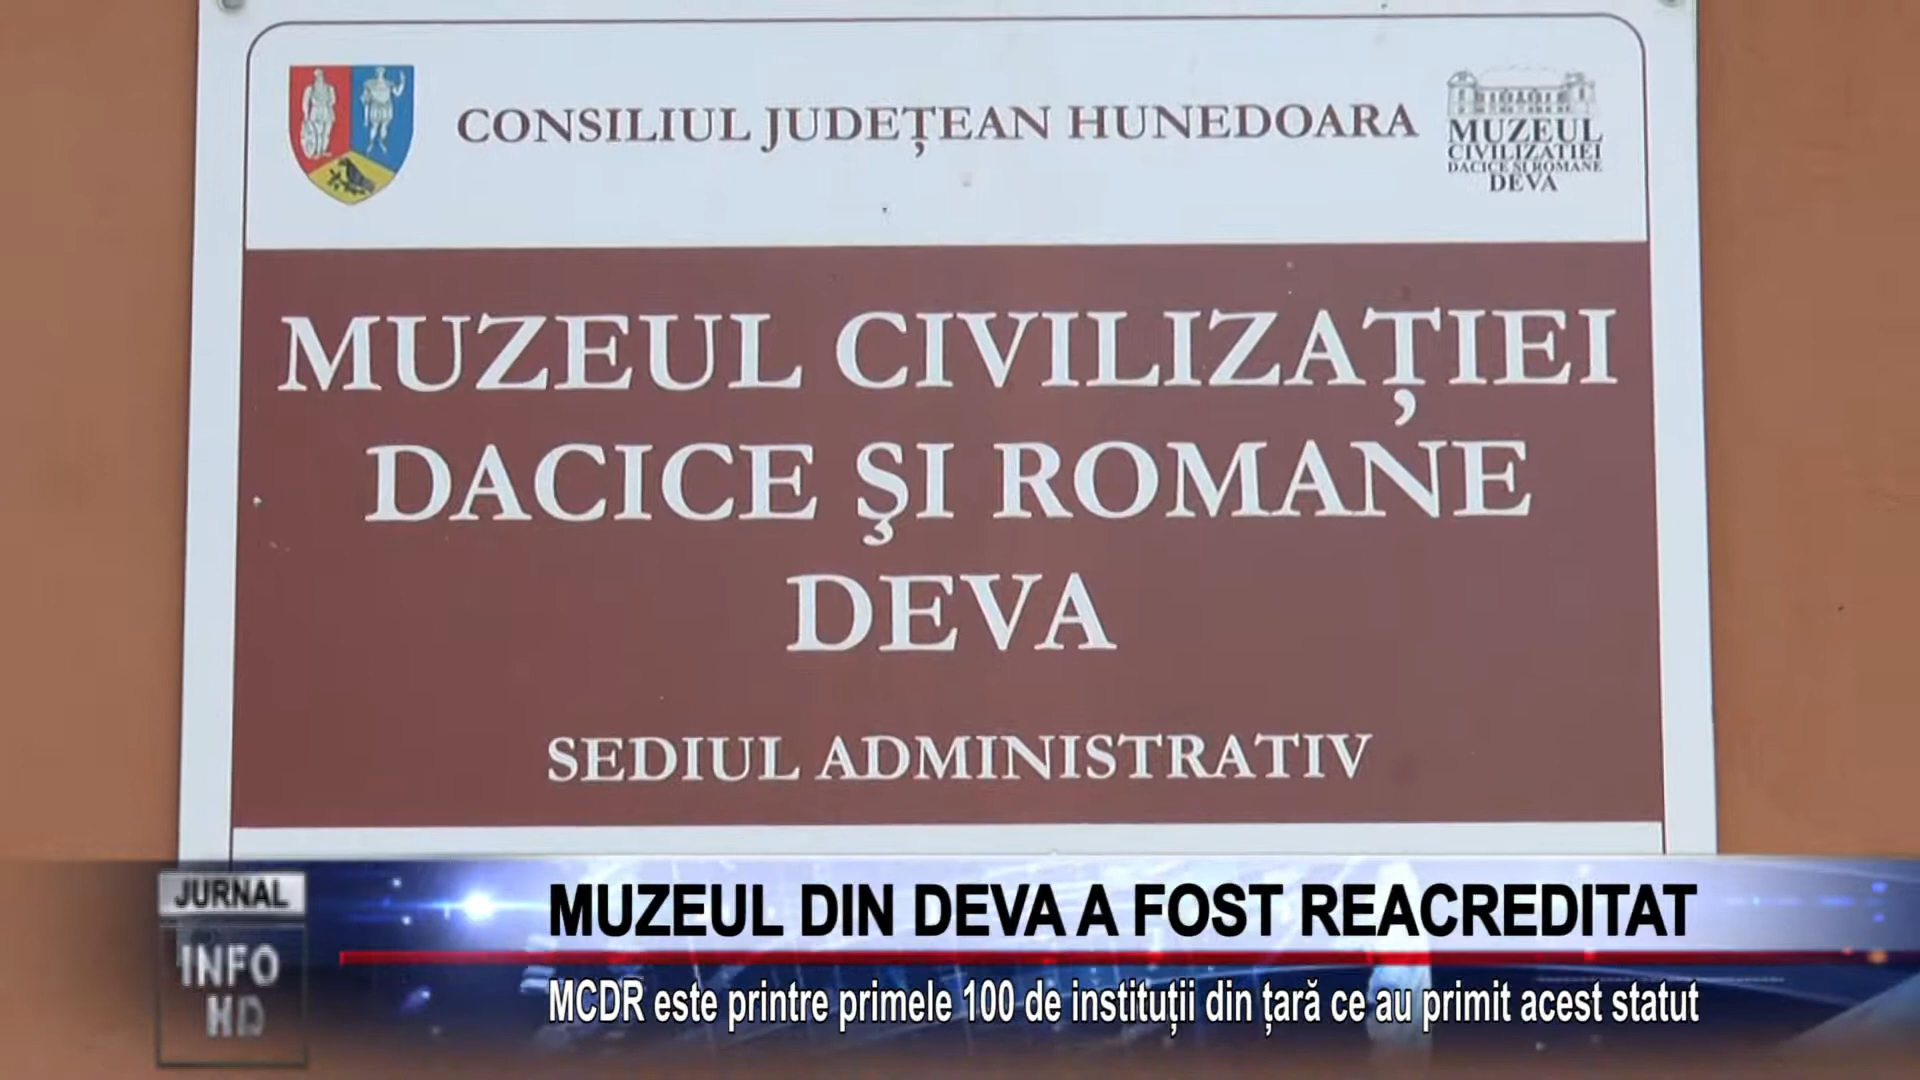 CONSILIUL JUDEȚEAN HUNEDOARA
MUZEUL
CIVILIZAȚIEI
DACICE ȘI ROMANE
DEVA
MUZEUL CIVILIZAȚIEI
DACICE ŞI ROMANE
DEVA
SEDIUL ADMINISTRATIV
JURNAL
INFO
HD
MUZEUL DIN DEVA A FOST REACREDITAT
MCDR este printre primele 100 de instituții din țară ce au primit acest statut